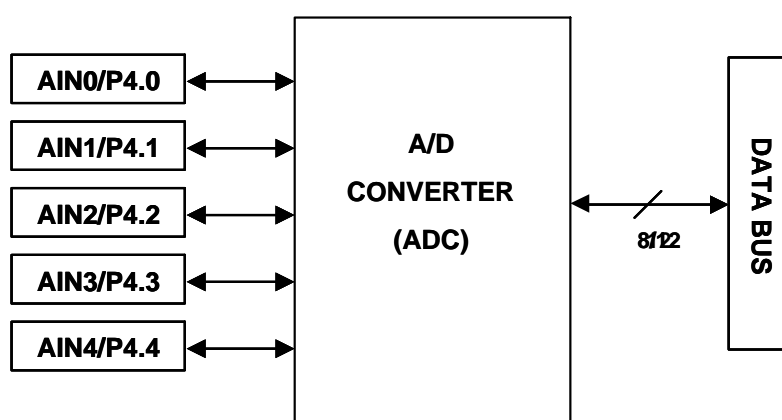 AIN0/P4.0
AIN1/P4.1
AIN2/P4.2
AIN3/P4.3
AIN4/P4.4
A/D
CONVERTER
(ADC)
8/12
DATA BUS